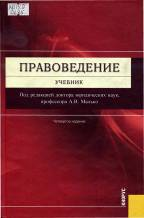 ПРАВОВЕДЕНИЕ
УЧЕБНИК
Под редакцией доктора юридических наук,
профессора А.В. Малько
Четвертое издание
КНОРУС